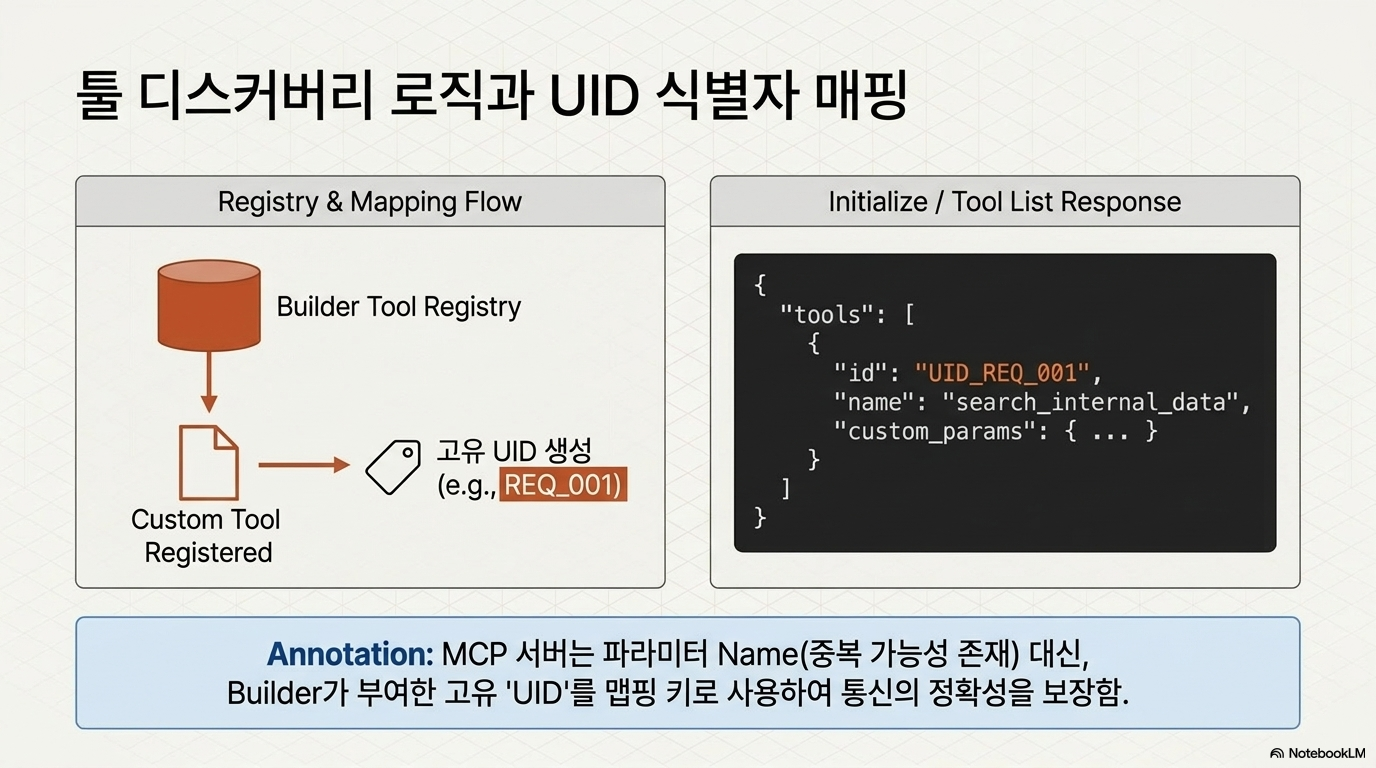 툴 디스커버리 로직과 UID 식별자 매핑
Registry & Mapping Flow
Builder Tool Registry
Custom Tool
Registered
고유 UID 생성
(e.g., REQ_001)
Initialize / Tool List Response
{
"tools": [
{
"id": "UID_REQ_001",
"name": "search_internal_data",
"custom_params": { ... }
}
]
}
Annotation: MCP 서버는 파라미터 Name(중복 가능성 존재) 대신,
Builder가 부여한 고유 'UID'를 맵핑 키로 사용하여 통신의 정확성을 보장함.
NotebookLM